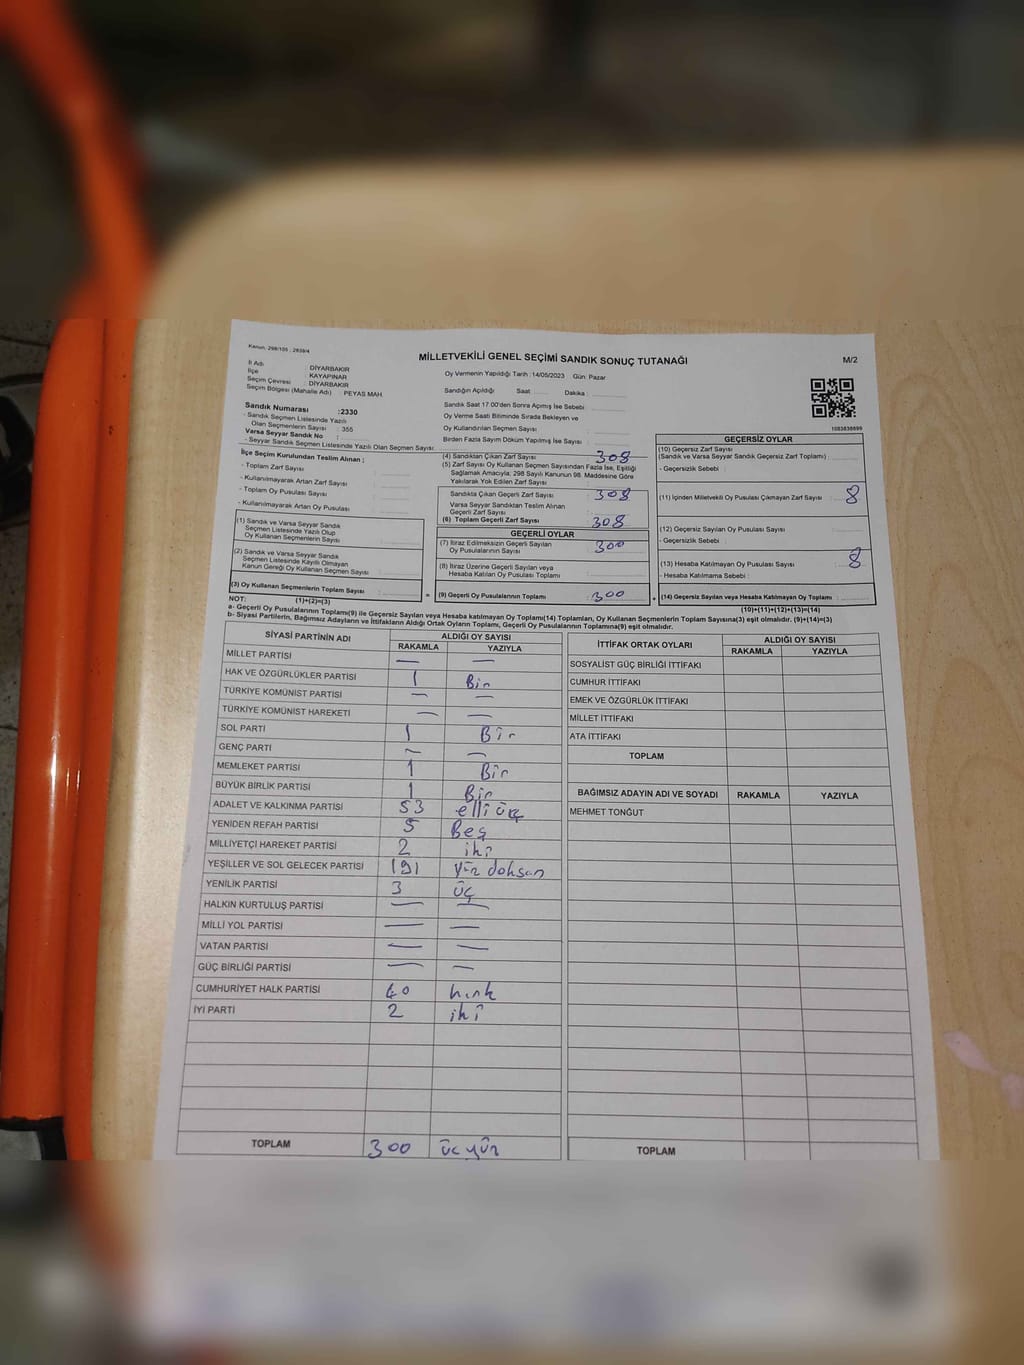 Kanun, 298/105 ; 2839/4
MİLLETVEKİLİ GENEL SEÇİMİ SANDIK SONUÇ TUTANAĞI
M/2
İl Adı : DİYARBAKIR
İlçe : KAYAPINAR
Seçim Çevresi : DİYARBAKIR
Seçim Bölgesi (Mahalle Adı) : PEYAS MAH.
Oy Vermenin Yapıldığı Tarih : 14/05/2023 Gün: Pazar
Sandığın Açıldığı Saat ........ Dakika : ........
Sandık Saat 17:00'den Sonra Açımış İse Sebebi
Oy Verme Saati Bitiminde Sırada Bekleyen ve
Oy Kullandırılan Seçmen Sayısı
Birden Fazla Sayım Döküm Yapılmış İse Sayısı
1083838899
Sandık Numarası :2330
- Sandık Seçmen Listesinde Yazılı
Olan Seçmenlerin Sayısı : 355
Varsa Seyyar Sandık No :
- Seyyar Sandık Seçmen Listesinde Yazılı Olan Seçmen Sayısı:
İlçe Seçim Kurulundan Teslim Alınan :
- Toplam Zarf Sayısı
- Kullanılmayarak Artan Zarf Sayısı
- Toplam Oy Pusulası Sayısı
- Kullanılmayarak Artan Oy Pusulası
(1) Sandık ve Varsa Seyyar Sandık
Seçmen Listesinde Yazılı Olup
Oy Kullanan Seçmenlerin Sayısı
(2) Sandık ve Varsa Seyyar Sandık
Seçmen Listesinde Kayıtlı Olmayan
Kanun Gereği Oy Kullanan Seçmen Sayısı
(3) Oy Kullanan Seçmenlerin Toplam Sayısı
(1)+(2)=(3)
(4) Sandıktan Çıkan Zarf Sayısı 308
(5) Zarf Sayısı Oy Kullanan Seçmen Sayısından Fazla İse, Eşitliği
Sağlamak Amacıyla, 298 Sayılı Kanunun 98. Maddesine Göre
Yakılarak Yok Edilen Zarf Sayısı
Sandıkta Çıkan Geçerli Zarf Sayısı : 308
Varsa Seyyar Sandıktan Teslim Alınan
Geçerli Zarf Sayısı
(6) Toplam Geçerli Zarf Sayısı 308
GEÇERLİ OYLAR
(7) İtiraz Edilmeksizin Geçerli Sayılan
Oy Pusulalarının Sayısı 300
(8) İtiraz Üzerine Geçerli Sayılan veya
Hesaba Katılan Oy Pusulası Toplamı
= (9) Geçerli Oy Pusulalarının Toplamı : 300
GEÇERSİZ OYLAR
(10) Geçersiz Zarf Sayısı
(Sandık ve Varsa Seyyar Sandık Geçersiz Zarf Toplamı) :
- Geçersizlik Sebebi :
(11) İçinden Milletvekili Oy Pusulası Çıkmayan Zarf Sayısı : 8
(12) Geçersiz Sayılan Oy Pusulası Sayısı
- Geçersizlik Sebebi :
(13) Hesaba Katılmayan Oy Pusulası Sayısı 8
- Hesaba Katılmama Sebebi :
+ (14) Geçersiz Sayılan veya Hesaba Katılmayan Oy Toplamı :
(10)+(11)+(12)+(13)=(14)
NOT:
a- Geçerli Oy Pusulalarının Toplamı(9) ile Geçersiz Sayılan veya Hesaba Katılmayan Oy Toplamı(14) Toplamları, Oy Kullanan Seçmenlerin Toplam Sayısına(3) eşit olmalıdır. (9)+(14)=(3)
b- Siyasi Partilerin, Bağımsız Adayların ve İttifakların Aldığı Ortak Oyların Toplamı, Geçerli Oy Pusulalarının Toplamına(9) eşit olmalıdır.
SİYASİ PARTİNİN ADI ALDIĞI OY SAYISI
RAKAMLA YAZIYLA
MİLLET PARTİSİ — —
HAK VE ÖZGÜRLÜKLER PARTİSİ 1 Bir
TÜRKİYE KOMÜNİST PARTİSİ — —
TÜRKİYE KOMÜNİST HAREKETİ — —
SOL PARTİ 1 Bir
GENÇ PARTİ — —
MEMLEKET PARTİSİ 1 Bir
BÜYÜK BİRLİK PARTİSİ 1 Bir
ADALET VE KALKINMA PARTİSİ 53 elli üç
YENİDEN REFAH PARTİSİ 5 Beş
MİLLİYETÇİ HAREKET PARTİSİ 2 iki
YEŞİLLER VE SOL GELECEK PARTİSİ 191 yüz doksan
YENİLİK PARTİSİ 3 üç
HALKIN KURTULUŞ PARTİSİ — —
MİLLİ YOL PARTİSİ — —
VATAN PARTİSİ — —
GÜÇ BİRLİĞİ PARTİSİ — —
CUMHURİYET HALK PARTİSİ 40 kırk
İYİ PARTİ 2 iki
TOPLAM 300 üç yüz
İTTİFAK ORTAK OYLARI ALDIĞI OY SAYISI
RAKAMLA YAZIYLA
SOSYALİST GÜÇ BİRLİĞİ İTTİFAKI
CUMHUR İTTİFAKI
EMEK VE ÖZGÜRLÜK İTTİFAKI
MİLLET İTTİFAKI
ATA İTTİFAKI
TOPLAM
BAĞIMSIZ ADAYIN ADI VE SOYADI RAKAMLA YAZIYLA
MEHMET TONĞUT
TOPLAM